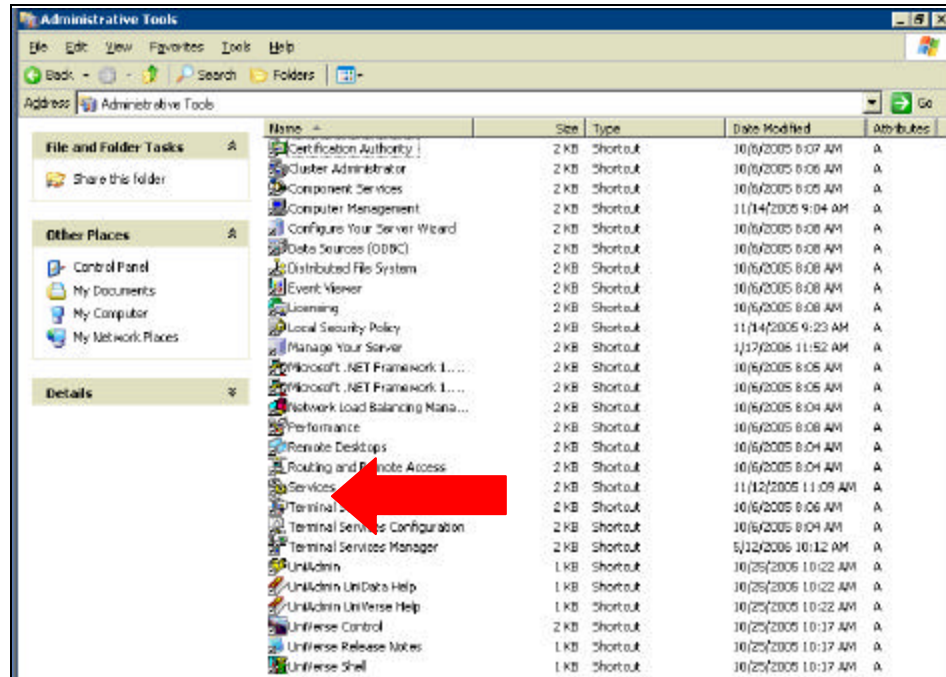 Administrative Tools
File Edit View Favorites Tools Help
Back Search Folders
Address Administrative Tools Go
File and Folder Tasks
Share this folder
Other Places
Control Panel
My Documents
My Computer
My Network Places
Details
Name Size Type Date Modified Attributes
Certification Authority 2 KB Shortcut 10/6/2005 8:07 AM A
Cluster Administrator 2 KB Shortcut 10/6/2005 8:06 AM A
Component Services 2 KB Shortcut 10/6/2005 8:05 AM A
Computer Management 2 KB Shortcut 11/14/2005 9:04 AM A
Configure Your Server Wizard 2 KB Shortcut 10/6/2005 8:08 AM A
Data Sources (ODBC) 2 KB Shortcut 10/6/2005 8:08 AM A
Distributed File System 2 KB Shortcut 10/6/2005 8:08 AM A
Event Viewer 2 KB Shortcut 10/6/2005 8:08 AM A
Licensing 2 KB Shortcut 10/6/2005 8:08 AM A
Local Security Policy 2 KB Shortcut 11/14/2005 9:23 AM A
Manage Your Server 2 KB Shortcut 1/17/2006 11:52 AM A
Microsoft .NET Framework 1.... 2 KB Shortcut 10/6/2005 8:05 AM A
Microsoft .NET Framework 1.... 2 KB Shortcut 10/6/2005 8:05 AM A
Network Load Balancing Mana... 2 KB Shortcut 10/6/2005 8:04 AM A
Performance 2 KB Shortcut 10/6/2005 8:08 AM A
Remote Desktops 2 KB Shortcut 10/6/2005 8:04 AM A
Routing and Remote Access 2 KB Shortcut 10/6/2005 8:04 AM A
Services 2 KB Shortcut 11/12/2005 11:09 AM A
Terminal 2 KB Shortcut 10/6/2005 8:06 AM A
Terminal Services Configuration 2 KB Shortcut 10/6/2005 8:04 AM A
Terminal Services Manager 2 KB Shortcut 5/12/2006 10:12 AM A
UniAdmin 1 KB Shortcut 10/25/2005 10:22 AM A
UniAdmin UniData Help 1 KB Shortcut 10/25/2005 10:22 AM A
UniAdmin UniVerse Help 1 KB Shortcut 10/25/2005 10:22 AM A
UniVerse Control 2 KB Shortcut 10/25/2005 10:17 AM A
UniVerse Release Notes 1 KB Shortcut 10/25/2005 10:17 AM A
UniVerse Shell 1 KB Shortcut 10/25/2005 10:17 AM A